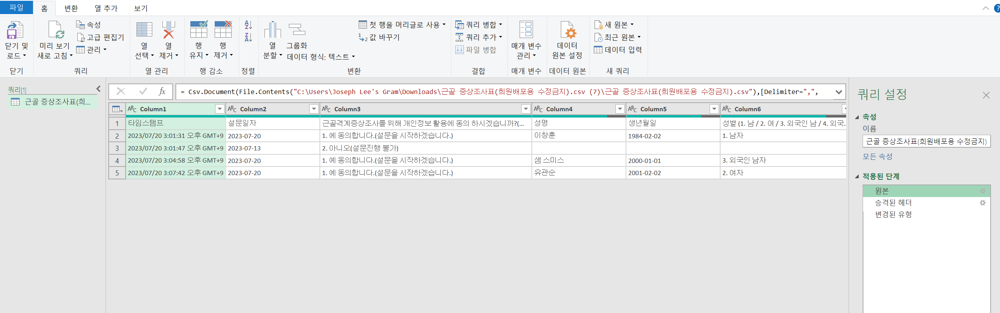 파일 홈 변환 열 추가 보기
닫기 및
로드
닫기
미리 보기
새로 고침
속성
고급 편집기
관리
쿼리
열
선택
열
제거
열 관리
행
유지
행
제거
행 감소
정렬
열
분할
그룹화
데이터 형식: 텍스트
첫 행을 머리글로 사용
값 바꾸기
변환
쿼리 병합
쿼리 추가
파일 병합
결합
매개 변수
관리
매개 변수
데이터
원본 설정
데이터 원본
새 원본
최근 원본
데이터 입력
새 쿼리
쿼리[1]
근골 증상조사표(희...
fx
= Csv.Document(File.Contents("C:\Users\Joseph Lee's Gram\Downloads\근골 증상조사표(희원배포용 수정금지).csv (7)\근골 증상조사표(희원배포용 수정금지).csv"),[Delimiter=",",
Column1 Column2 Column3 Column4 Column5 Column6
1 타임스탬프 설문일자 근골격계증상조사를 위해 개인정보 활용에 동의 하시겠습니까?(... 성명 생년월일 성별 (1. 남 / 2. 여 / 3. 외국인 남 / 4. 외국...
2 2023/07/20 3:01:31 오후 GMT+9 2023-07-20 1. 예 동의합니다.(설문을 시작하겠습니다.) 이창훈 1984-02-02 1. 남자
3 2023/07/20 3:01:47 오후 GMT+9 2023-07-13 2. 아니오(설문진행 불가)
4 2023/07/20 3:04:58 오후 GMT+9 2023-07-20 1. 예 동의합니다.(설문을 시작하겠습니다.) 샘 스미스 2000-01-01 3. 외국인 남자
5 2023/07/20 3:07:42 오후 GMT+9 2023-07-20 1. 예 동의합니다.(설문을 시작하겠습니다.) 유관순 2001-02-02 2. 여자
쿼리 설정
속성
이름
근골 증상조사표(희원배포용 수정금지)
모든 속성
적용된 단계
원본
승격된 헤더
변경된 유형